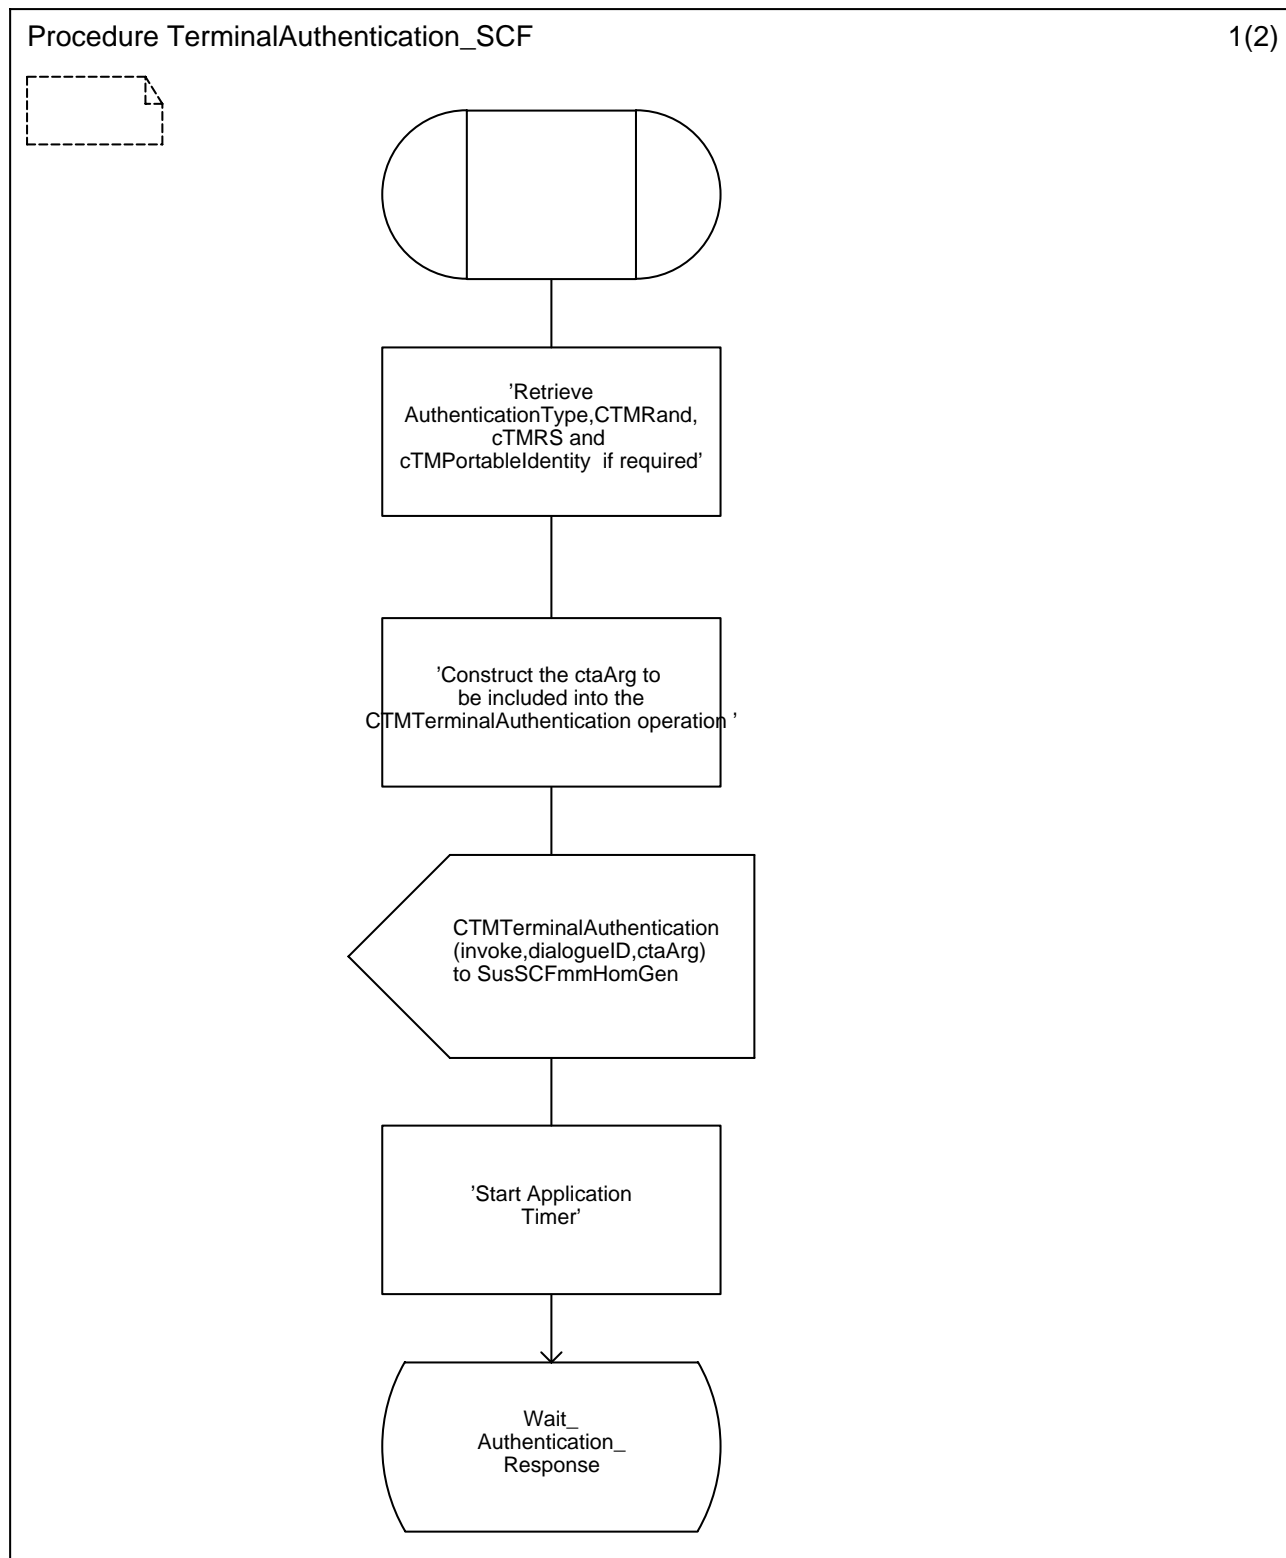 Procedure TerminalAuthentication_SCF 1(2)
’Retrieve
AuthenticationType,CTMRand,
cTMRS and
cTMPortableIdentity  if required’
’Construct the ctaArg to
be included into the
CTMTerminalAuthentication operation ’
CTMTerminalAuthentication
(invoke,dialogueID,ctaArg)
to SusSCFmmHomGen
’Start Application
Timer’
Wait_
Authentication_
Response